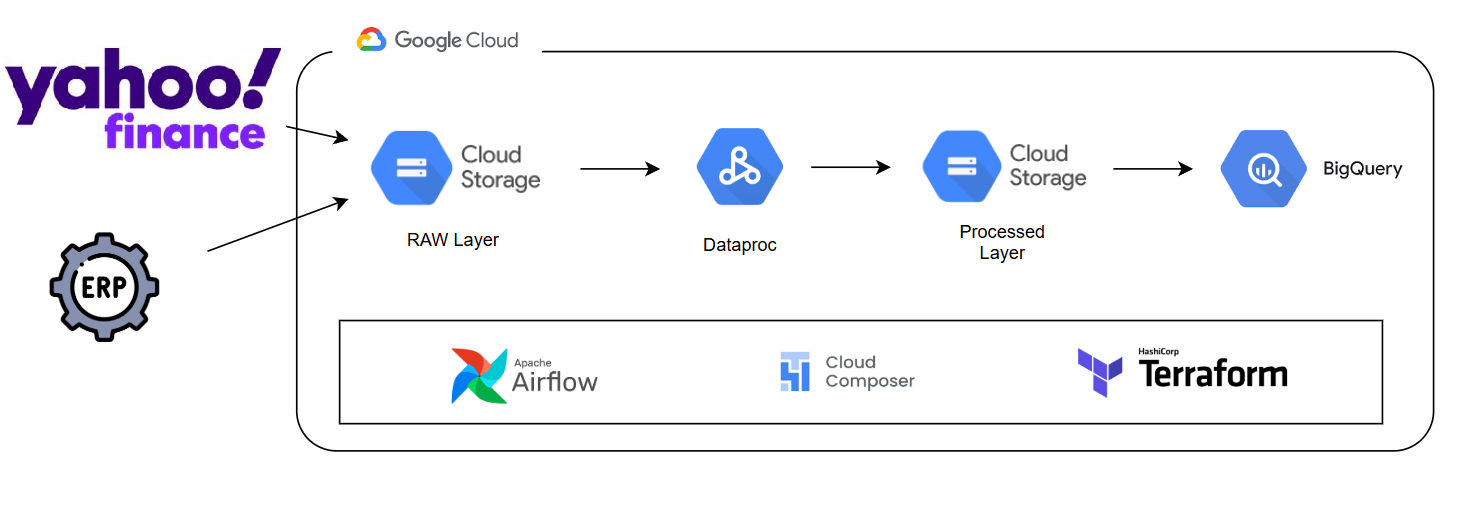 Google Cloud
yahoo!
finance
Cloud
Storage
RAW Layer
Dataproc
Cloud
Storage
Processed
Layer
BigQuery
ERP
Apache
Airflow
Cloud
Composer
HashiCorp
Terraform